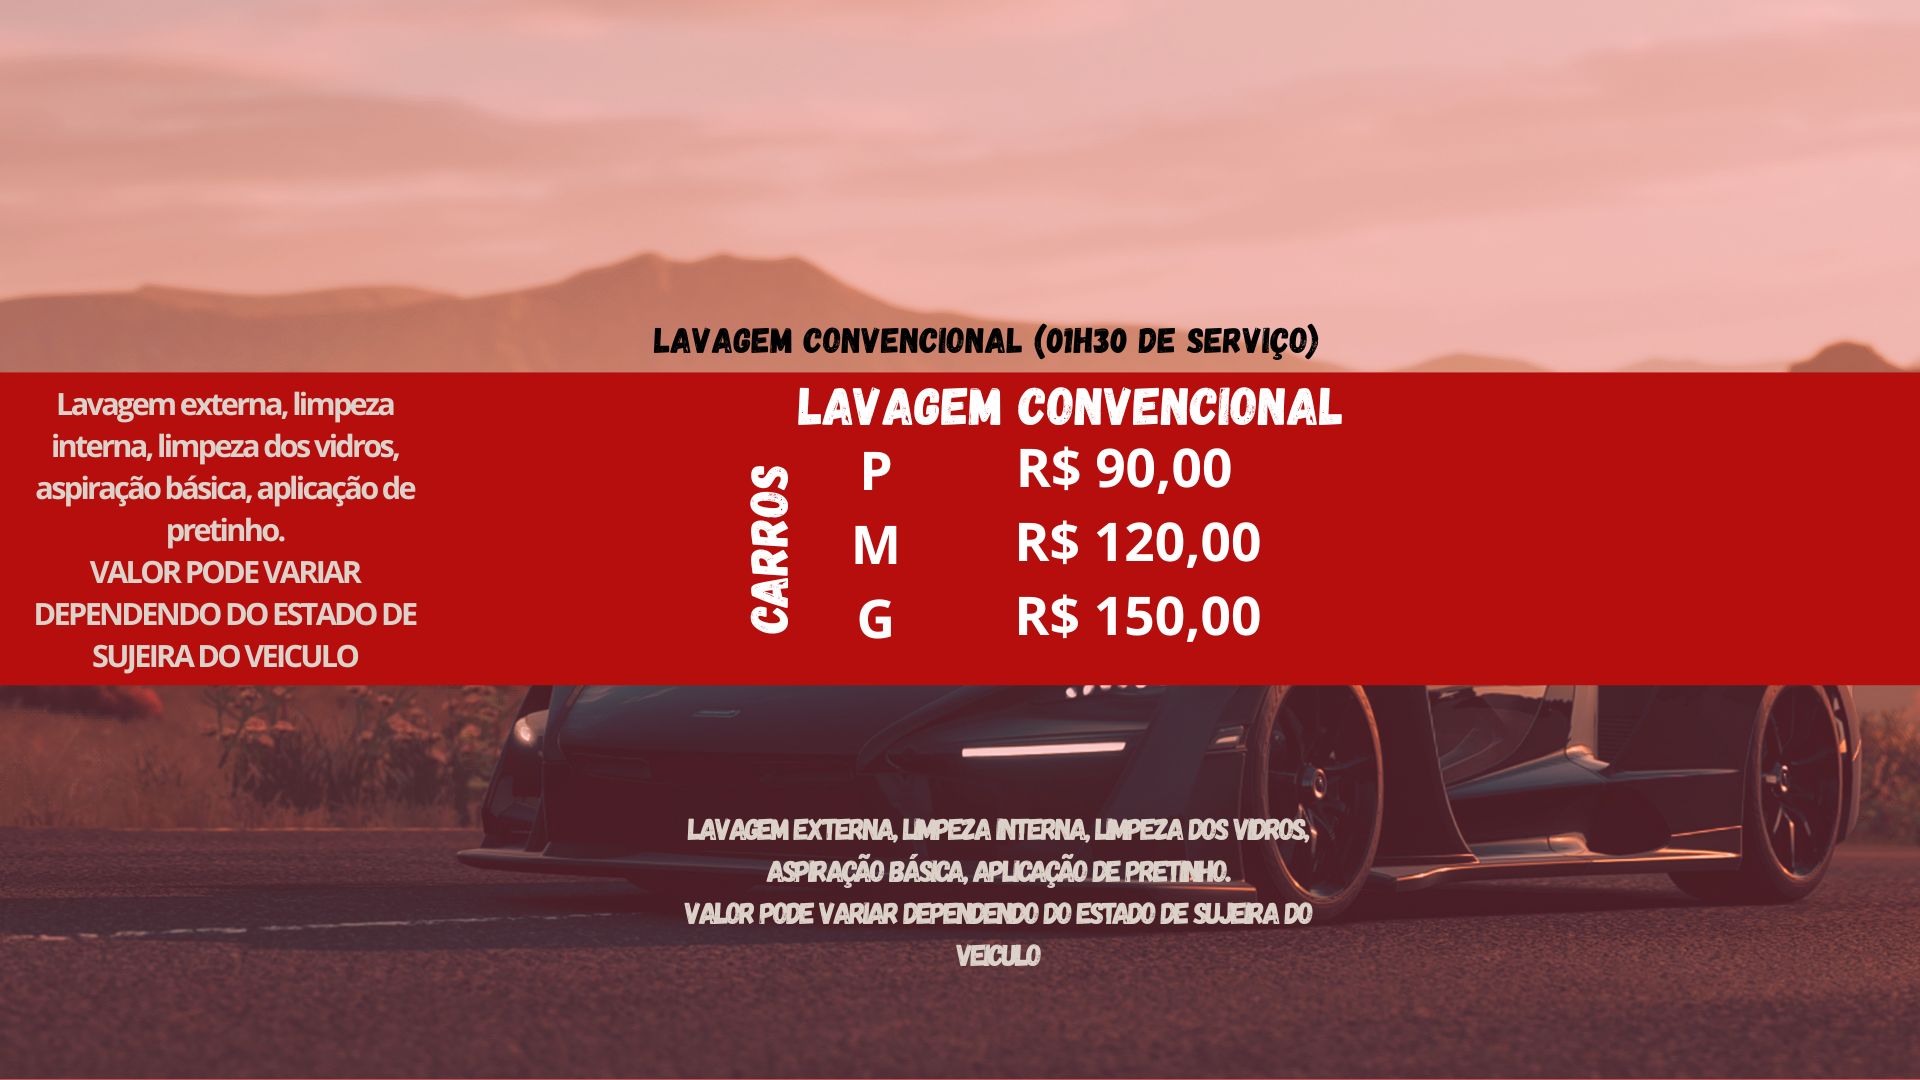 LAVAGEM CONVENCIONAL (01H30 DE SERVIÇO)
Lavagem externa, limpeza
interna, limpeza dos vidros,
aspiração básica, aplicação de
pretinho.
VALOR PODE VARIAR
DEPENDENDO DO ESTADO DE
SUJEIRA DO VEICULO
LAVAGEM CONVENCIONAL
CARROS
P R$ 90,00
M R$ 120,00
G R$ 150,00
LAVAGEM EXTERNA, LIMPEZA INTERNA, LIMPEZA DOS VIDROS,
ASPIRAÇÃO BÁSICA, APLICAÇÃO DE PRETINHO.
VALOR PODE VARIAR DEPENDENDO DO ESTADO DE SUJEIRA DO
VEICULO